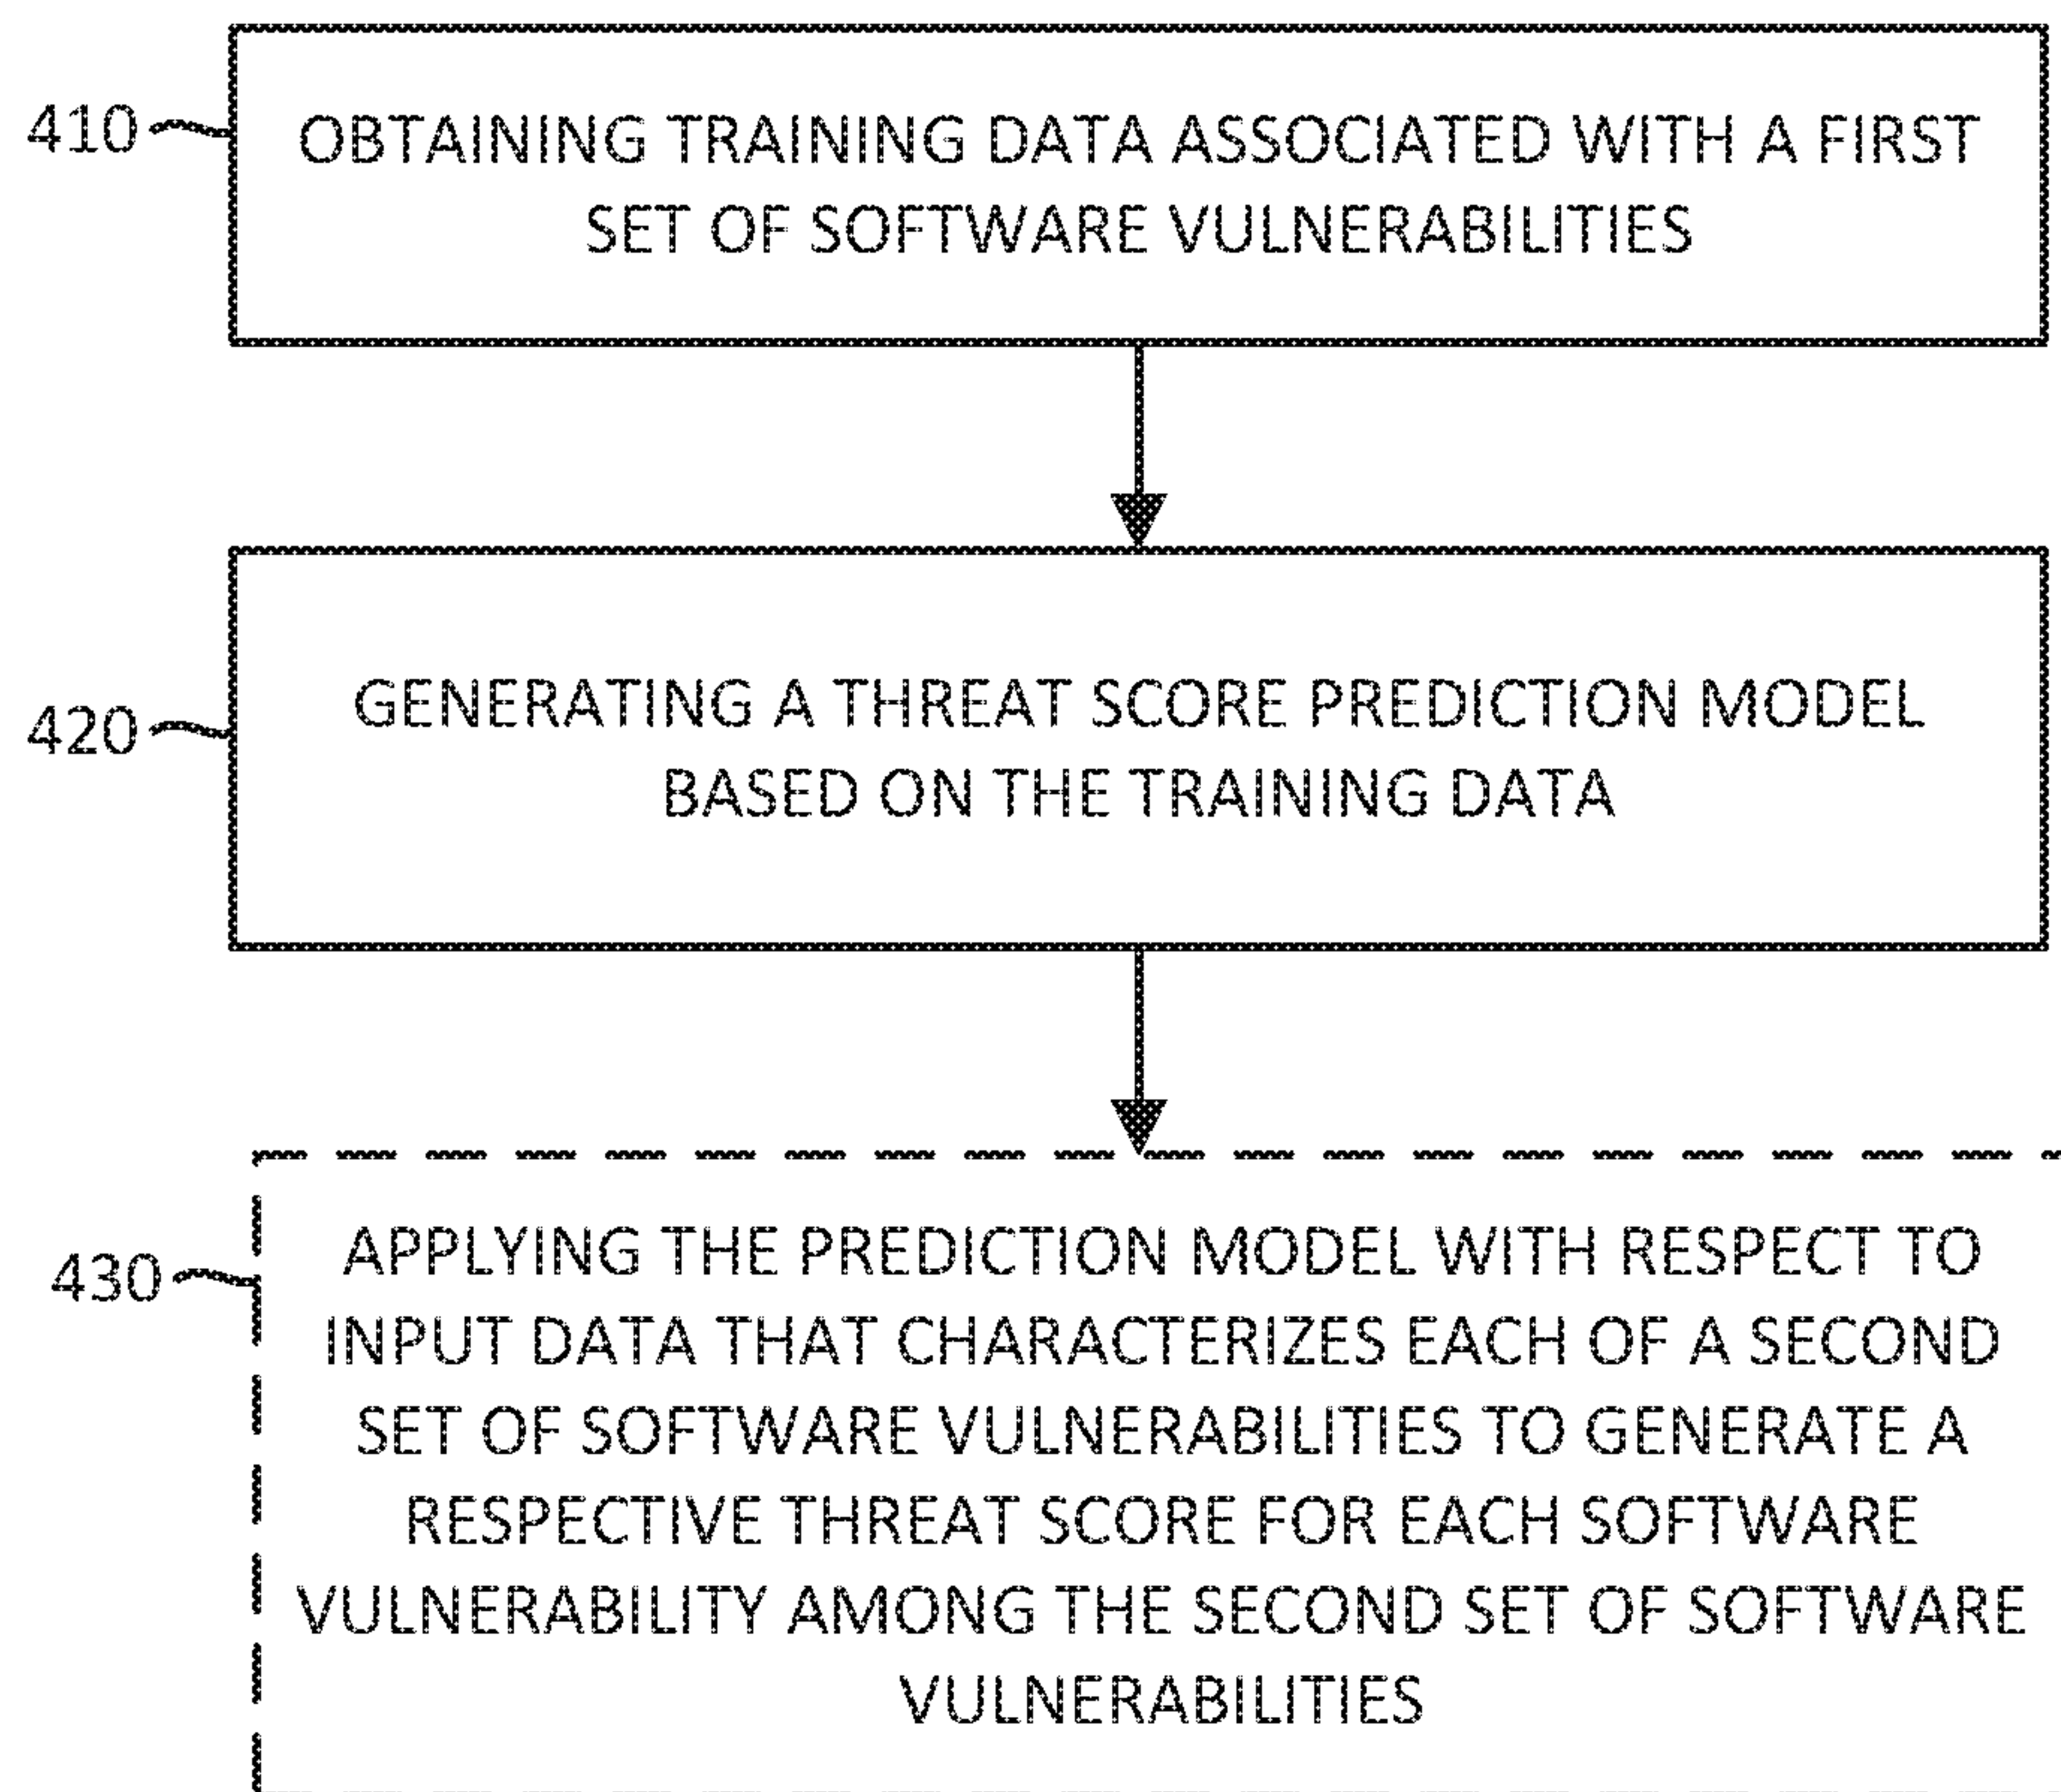 410
OBTAINING TRAINING DATA ASSOCIATED WITH A FIRST
SET OF SOFTWARE VULNERABILITIES
420
GENERATING A THREAT SCORE PREDICTION MODEL
BASED ON THE TRAINING DATA
430
APPLYING THE PREDICTION MODEL WITH RESPECT TO
INPUT DATA THAT CHARACTERIZES EACH OF A SECOND
SET OF SOFTWARE VULNERABILITIES TO GENERATE A
RESPECTIVE THREAT SCORE FOR EACH SOFTWARE
VULNERABILITY AMONG THE SECOND SET OF SOFTWARE
VULNERABILITIES